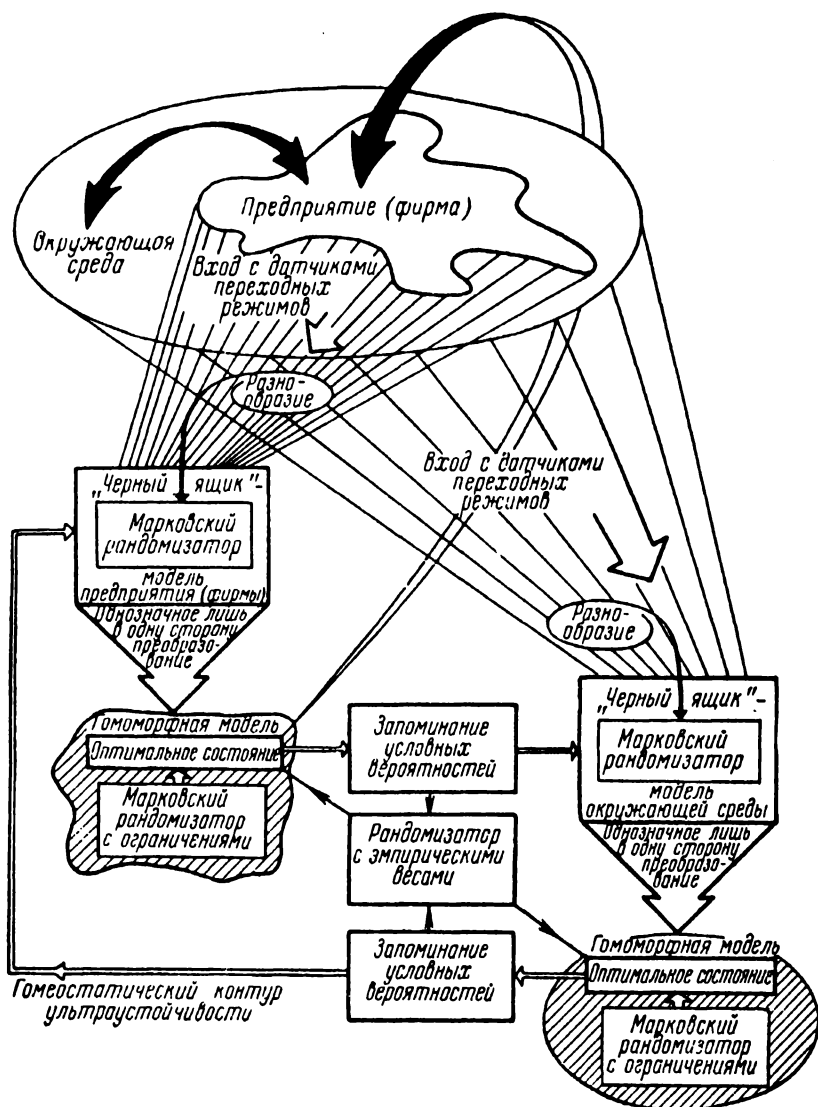 Предприятие (фирма)
Окружающая
среда
Вход с датчиками
переходных
режимов
Разно-
образие
Вход с датчиками
переходных
режимов
„Черный ящик"-
Марковский
рандомизатор
модель
предприятия (фирмы)
Однозначное лишь
в одну сторону
преобразо-
вание
Разно-
образие
„Черный ящик"-
Марковский
рандомизатор
модель
окружающей среды
Однозначное лишь
в одну сторону
преобразо-
вание
Гомоморфная модель
Оптимальное состояние
Марковский
рандомизатор
с ограничениями
Запоминание
условных
вероятностей
Рандомизатор
с эмпирическими
весами
Запоминание
условных
вероятностей
Гомоморфная модель
Оптимальное состояние
Марковский
рандомизатор
с ограничениями
Гомеостатический контур
ультраустойчивости